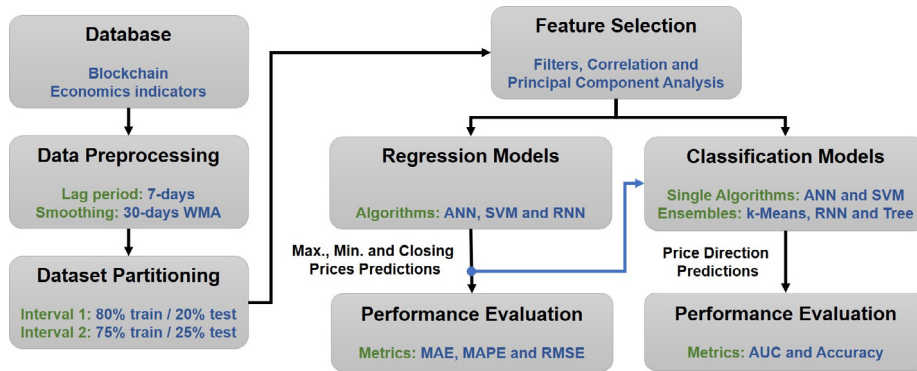 Database
Blockchain
Economics indicators
Data Preprocessing
Lag period: 7-days
Smoothing: 30-days WMA
Dataset Partitioning
Interval 1: 80% train / 20% test
Interval 2: 75% train / 25% test
Feature Selection
Filters, Correlation and
Principal Component Analysis
Regression Models
Algorithms: ANN, SVM and RNN
Max., Min. and Closing
Prices Predictions
Performance Evaluation
Metrics: MAE, MAPE and RMSE
Classification Models
Single Algorithms: ANN and SVM
Ensembles: k-Means, RNN and Tree
Price Direction
Predictions
Performance Evaluation
Metrics: AUC and Accuracy